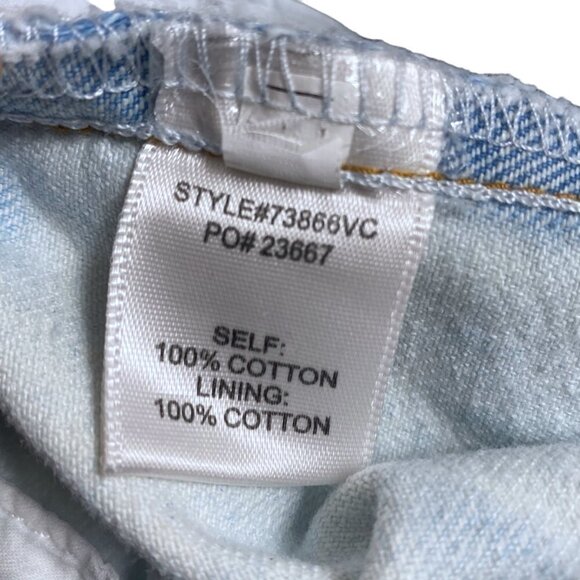 STYLE#73866VC
PO# 23667
SELF:
100% COTTON
LINING:
100% COTTON